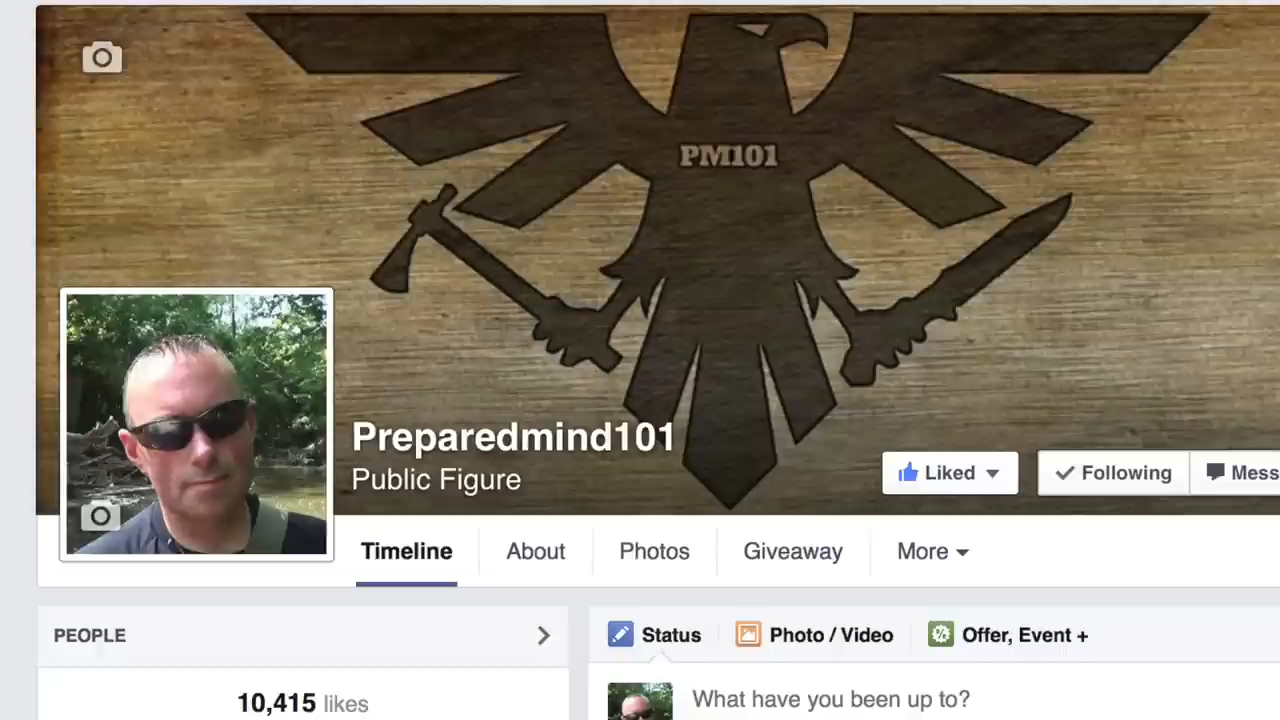 PM101
Preparedmind101
Public Figure
Liked
Following
Mess
Timeline
About
Photos
Giveaway
More
PEOPLE
Status
Photo / Video
Offer, Event +
10,415 likes
What have you been up to?